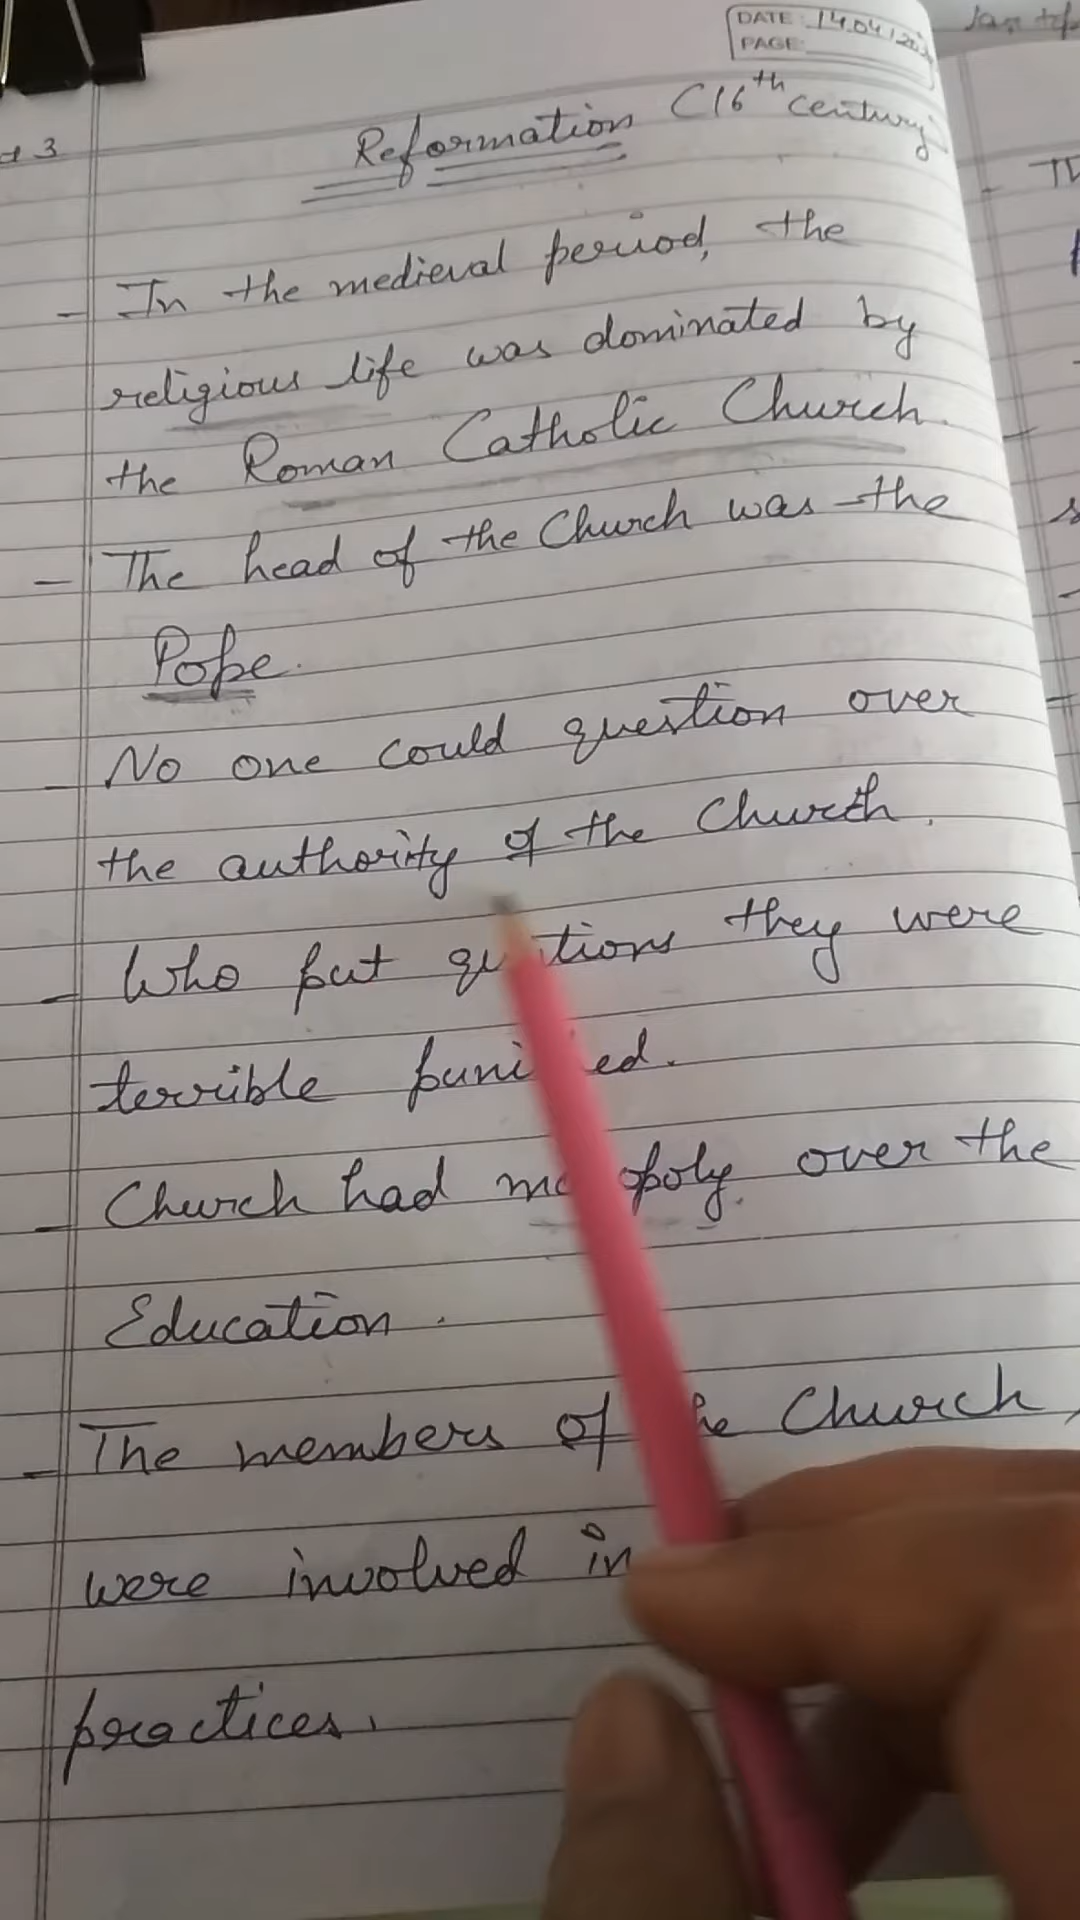 DATE: 14.04.202
PAGE:
3
Reformation (16th century)
- In the medieval period, the
religious life was dominated by
the Roman Catholic Church.
- The head of the Church was the
Pope.
- No one could question over
the authority of the Church.
- Who put they were
terrible
- Church had over the
Education.
- The members of Church
were involved in
practices.